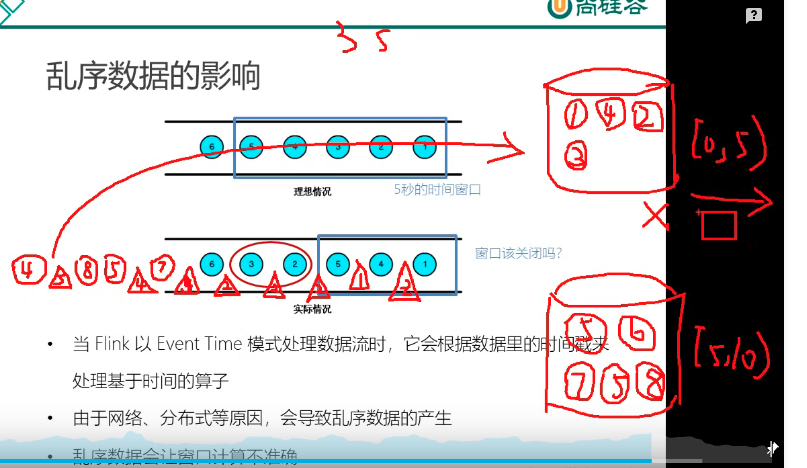 尚硅谷
?
3 5
乱序数据的影响
6 5 4 3 2 1
理想情况
5秒的时间窗口
1 4 2
3
[0,5)
X
窗口该关闭吗?
4 8 5 7 6 3 2 5 4 1
实际情况
5 6
7 5 8
[5,10)
• 当 Flink 以 Event Time 模式处理数据流时,它会根据数据里的时间戳来
处理基于时间的算子
• 由于网络、分布式等原因,会导致乱序数据的产生
• 乱序数据会让窗口计算不准确